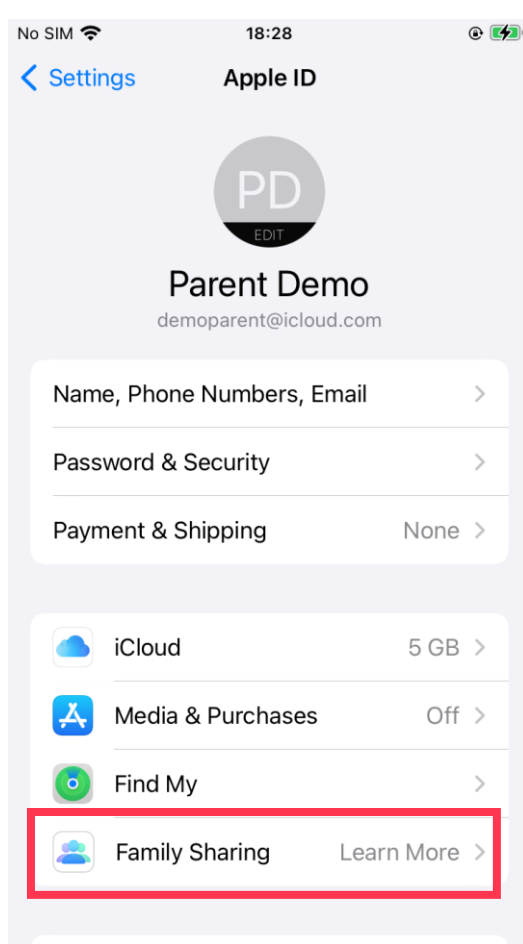 No SIM 18:28
Settings Apple ID
PD
EDIT
Parent Demo
demoparent@icloud.com
Name, Phone Numbers, Email
Password & Security
Payment & Shipping None
iCloud 5 GB
Media & Purchases Off
Find My
Family Sharing Learn More